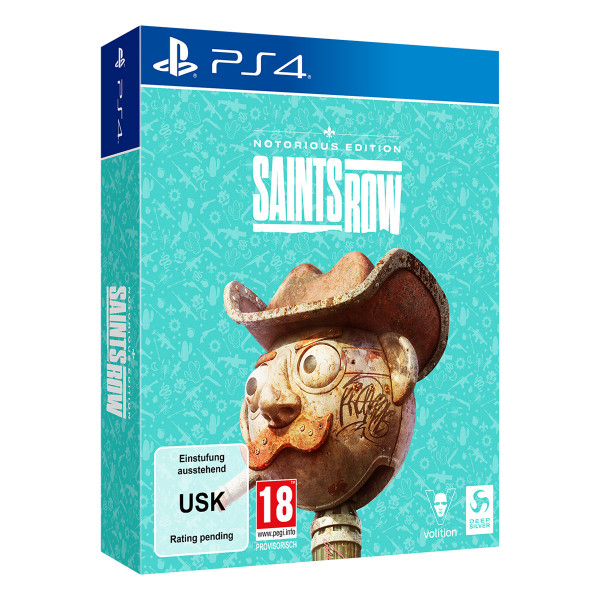 PS4
PS4
NOTORIOUS EDITION
SAINTS ROW
NOTORIOUS EDITION
SAINTS ROW
Einstufung
ausstehend
USK
Rating pending
18
www.pegi.info
PROVISORISCH
volition
DEEP
SILVER